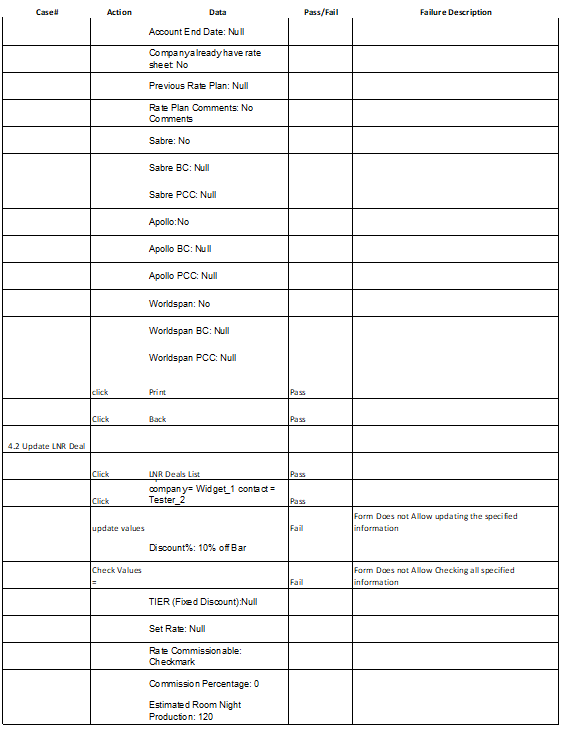 Case# Action Data Pass/Fail Failure Description
Account End Date: Null
Company already have rate
sheet: No
Previous Rate Plan: Null
Rate Plan Comments: No
Comments
Sabre: No
Sabre BC: Null
Sabre PCC: Null
Apollo:No
Apollo BC: Null
Apollo PCC: Null
Worldspan: No
Worldspan BC: Null
Worldspan PCC: Null
click Print Pass
Click Back Pass
4.2 Update LNR Deal
Click LNR Deals List Pass
company= Widget_1 contact =
Click Tester_2 Pass
Form Does not Allow updating the specified
update values Fail information
Discount%: 10% off Bar
Check Values Form Does not Allow Checking all specified
= Fail information
TIER (Fixed Discount):Null
Set Rate: Null
Rate Commissionable:
Checkmark
Commission Percentage: 0
Estimated Room Night
Production: 120